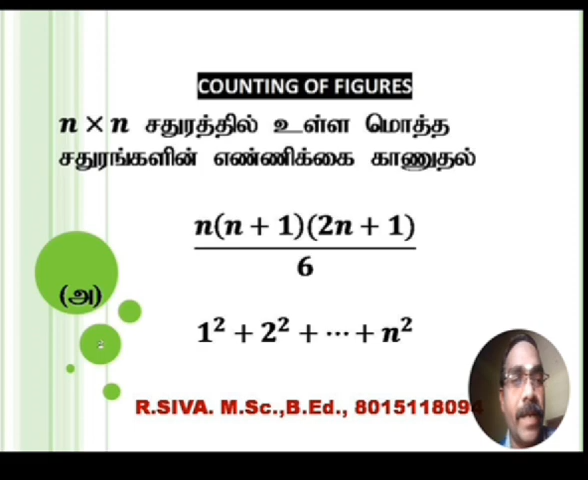 COUNTING OF FIGURES
n × n சதுரத்தில் உள்ள மொத்த
சதுரங்களின் எண்ணிக்கை காணுதல்
n(n + 1)(2n + 1)
6
(அ)
1² + 2² + ⋯ + n²
R.SIVA. M.Sc.,B.Ed., 8015118094